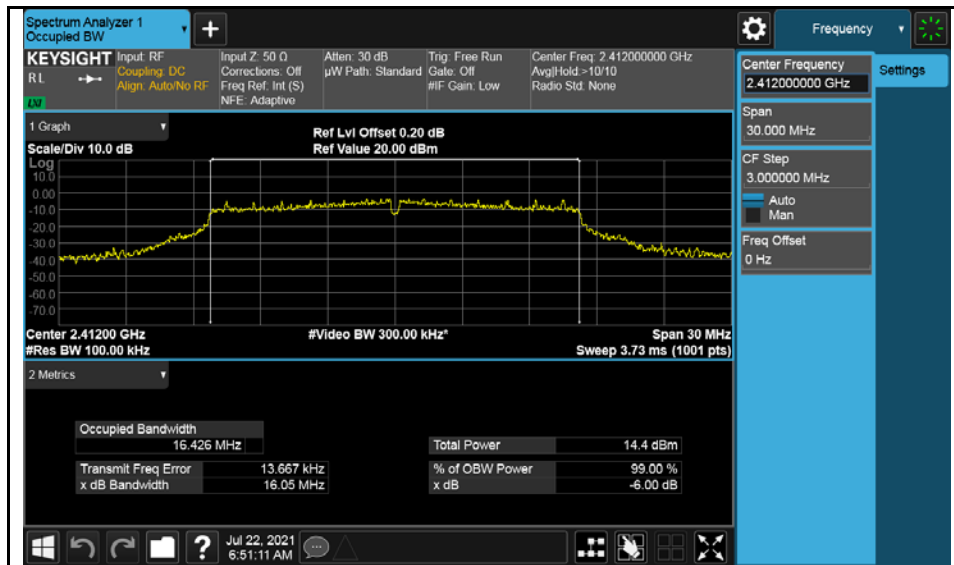 Spectrum Analyzer 1
Occupied BW
+
Frequency
KEYSIGHT
RL
LXI
Input: RF
Coupling: DC
Align: Auto/No RF
Input Z: 50 Ω
Corrections: Off
Freq Ref: Int (S)
NFE: Adaptive
Atten: 30 dB
µW Path: Standard
Trig: Free Run
Gate: Off
#IF Gain: Low
Center Freq: 2.412000000 GHz
Avg|Hold:>10/10
Radio Std: None
Center Frequency
2.412000000 GHz
Settings
Span
30.000 MHz
CF Step
3.000000 MHz
Auto
Man
Freq Offset
0 Hz
1 Graph
Scale/Div 10.0 dB
Ref Lvl Offset 0.20 dB
Ref Value 20.00 dBm
Log
10.0
0.00
-10.0
-20.0
-30.0
-40.0
-50.0
-60.0
-70.0
Center 2.41200 GHz
#Video BW 300.00 kHz*
Span 30 MHz
#Res BW 100.00 kHz
Sweep 3.73 ms (1001 pts)
2 Metrics
Occupied Bandwidth
16.426 MHz
Total Power 14.4 dBm
Transmit Freq Error 13.667 kHz
% of OBW Power 99.00 %
x dB Bandwidth 16.05 MHz
x dB -6.00 dB
?
Jul 22, 2021
6:51:11 AM